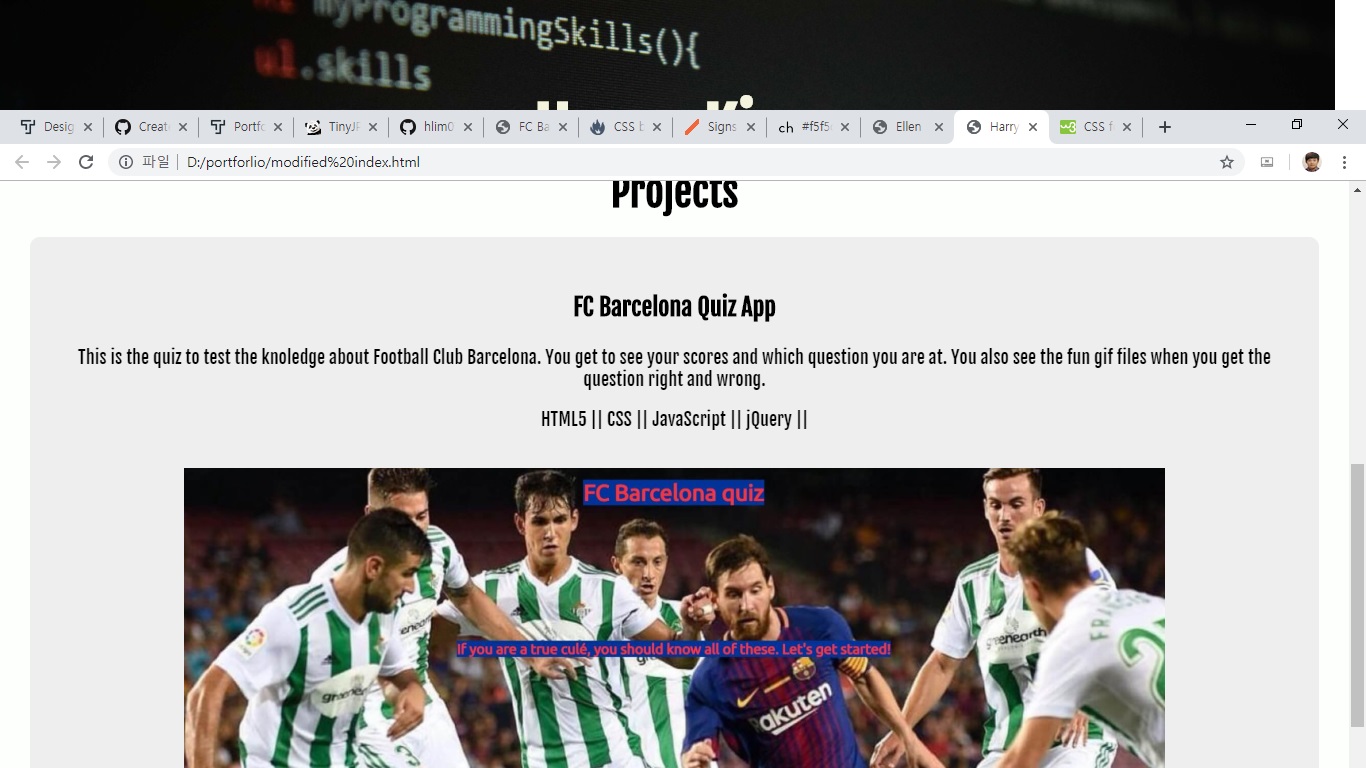 myProgrammingSkills(){
ul.skills
Desig
Creat
Portfo
TinyJP
hlim0
FC Ba
CSS b
Signs
#f5f5
Ellen
Harry
CSS f
파일
D:/portforlio/modified%20index.html
Projects
FC Barcelona Quiz App
This is the quiz to test the knoledge about Football Club Barcelona. You get to see your scores and which question you are at. You also see the fun gif files when you get the
question right and wrong.
HTML5 || CSS || JavaScript || jQuery ||
FC Barcelona quiz
If you are a true culé, you should know all of these. Let's get started!
greenearth
Rakuten